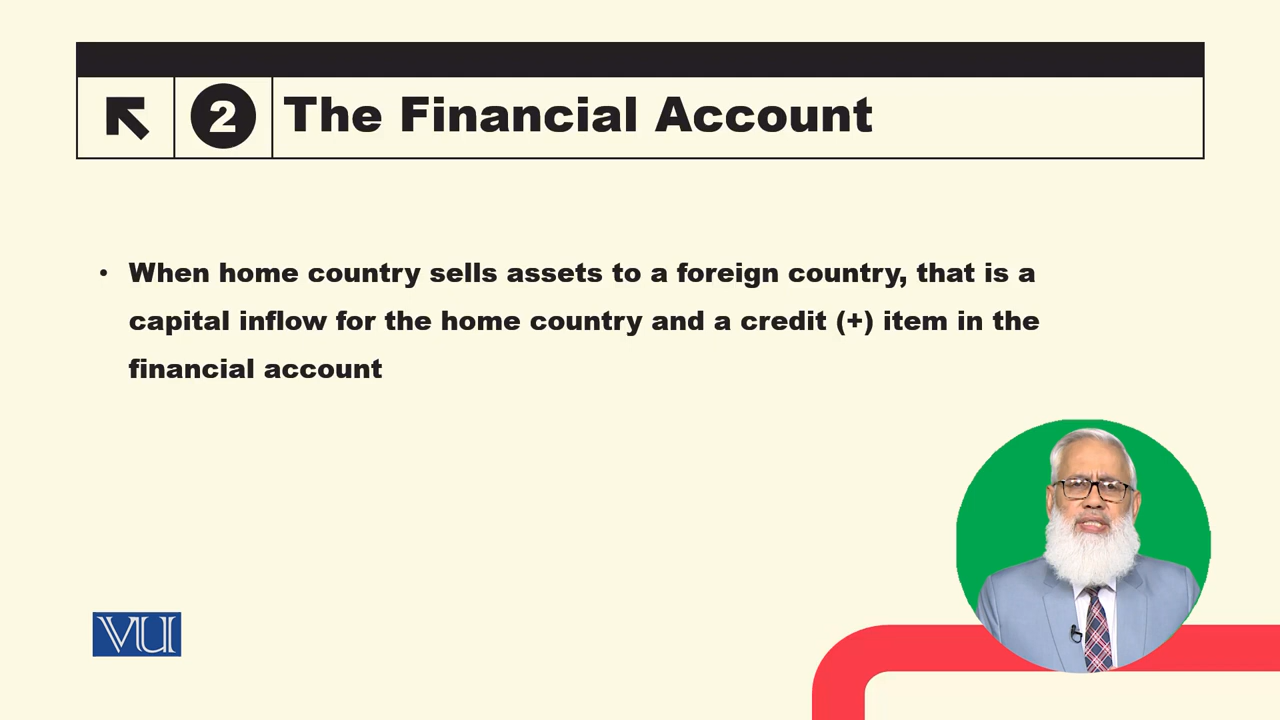 2 The Financial Account
• When home country sells assets to a foreign country, that is a
capital inflow for the home country and a credit (+) item in the
financial account
VU